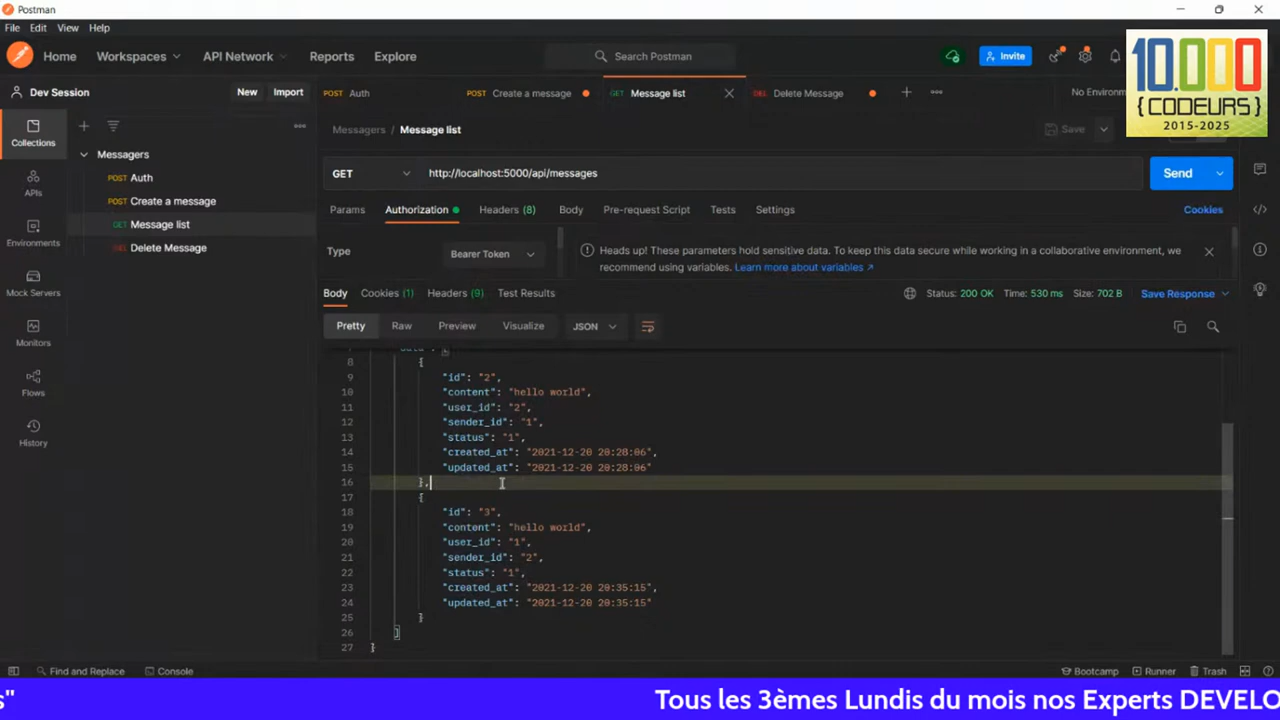 Postman
File Edit View Help
Home Workspaces API Network Reports Explore Search Postman Invite
10.000
{CODEURS}
2015-2025
Dev Session New Import
POST Auth POST Create a message GET Message list DEL Delete Message No Environm
Collections
APIs
Environments
Mock Servers
Monitors
Flows
History
Messagers
POST Auth
POST Create a message
GET Message list
DEL Delete Message
Messagers / Message list Save
GET http://localhost:5000/api/messages Send
Params Authorization Headers (8) Body Pre-request Script Tests Settings Cookies
Type Bearer Token
Heads up! These parameters hold sensitive data. To keep this data secure while working in a collaborative environment, we
recommend using variables. Learn more about variables
Body Cookies (1) Headers (9) Test Results Status: 200 OK Time: 530 ms Size: 702 B Save Response
Pretty Raw Preview Visualize JSON
8 {
9 "id": "2",
10 "content": "hello world",
11 "user_id": "2",
12 "sender_id": "1",
13 "status": "1",
14 "created_at": "2021-12-20 20:28:06",
15 "updated_at": "2021-12-20 20:28:06"
16 },
17 {
18 "id": "3",
19 "content": "hello world",
20 "user_id": "1",
21 "sender_id": "2",
22 "status": "1",
23 "created_at": "2021-12-20 20:35:15",
24 "updated_at": "2021-12-20 20:35:15"
25 }
26 ]
27 }
Find and Replace Console Bootcamp Runner Trash
s" Tous les 3èmes Lundis du mois nos Experts DEVELO